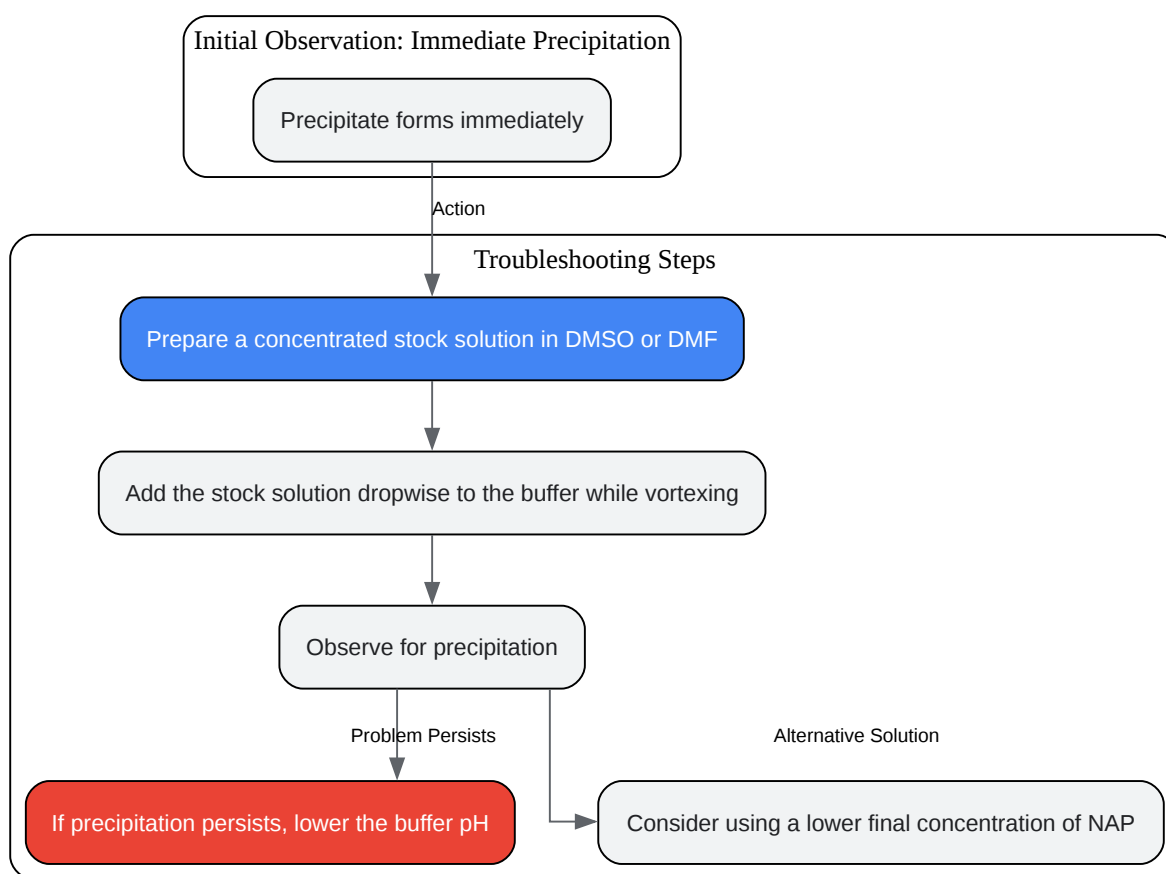 Initial Observation: Immediate Precipitation
Precipitate forms immediately
Action
Troubleshooting Steps
Prepare a concentrated stock solution in DMSO or DMF
Add the stock solution dropwise to the buffer while vortexing
Observe for precipitation
Problem Persists
Alternative Solution
If precipitation persists, lower the buffer pH
Consider using a lower final concentration of NAP